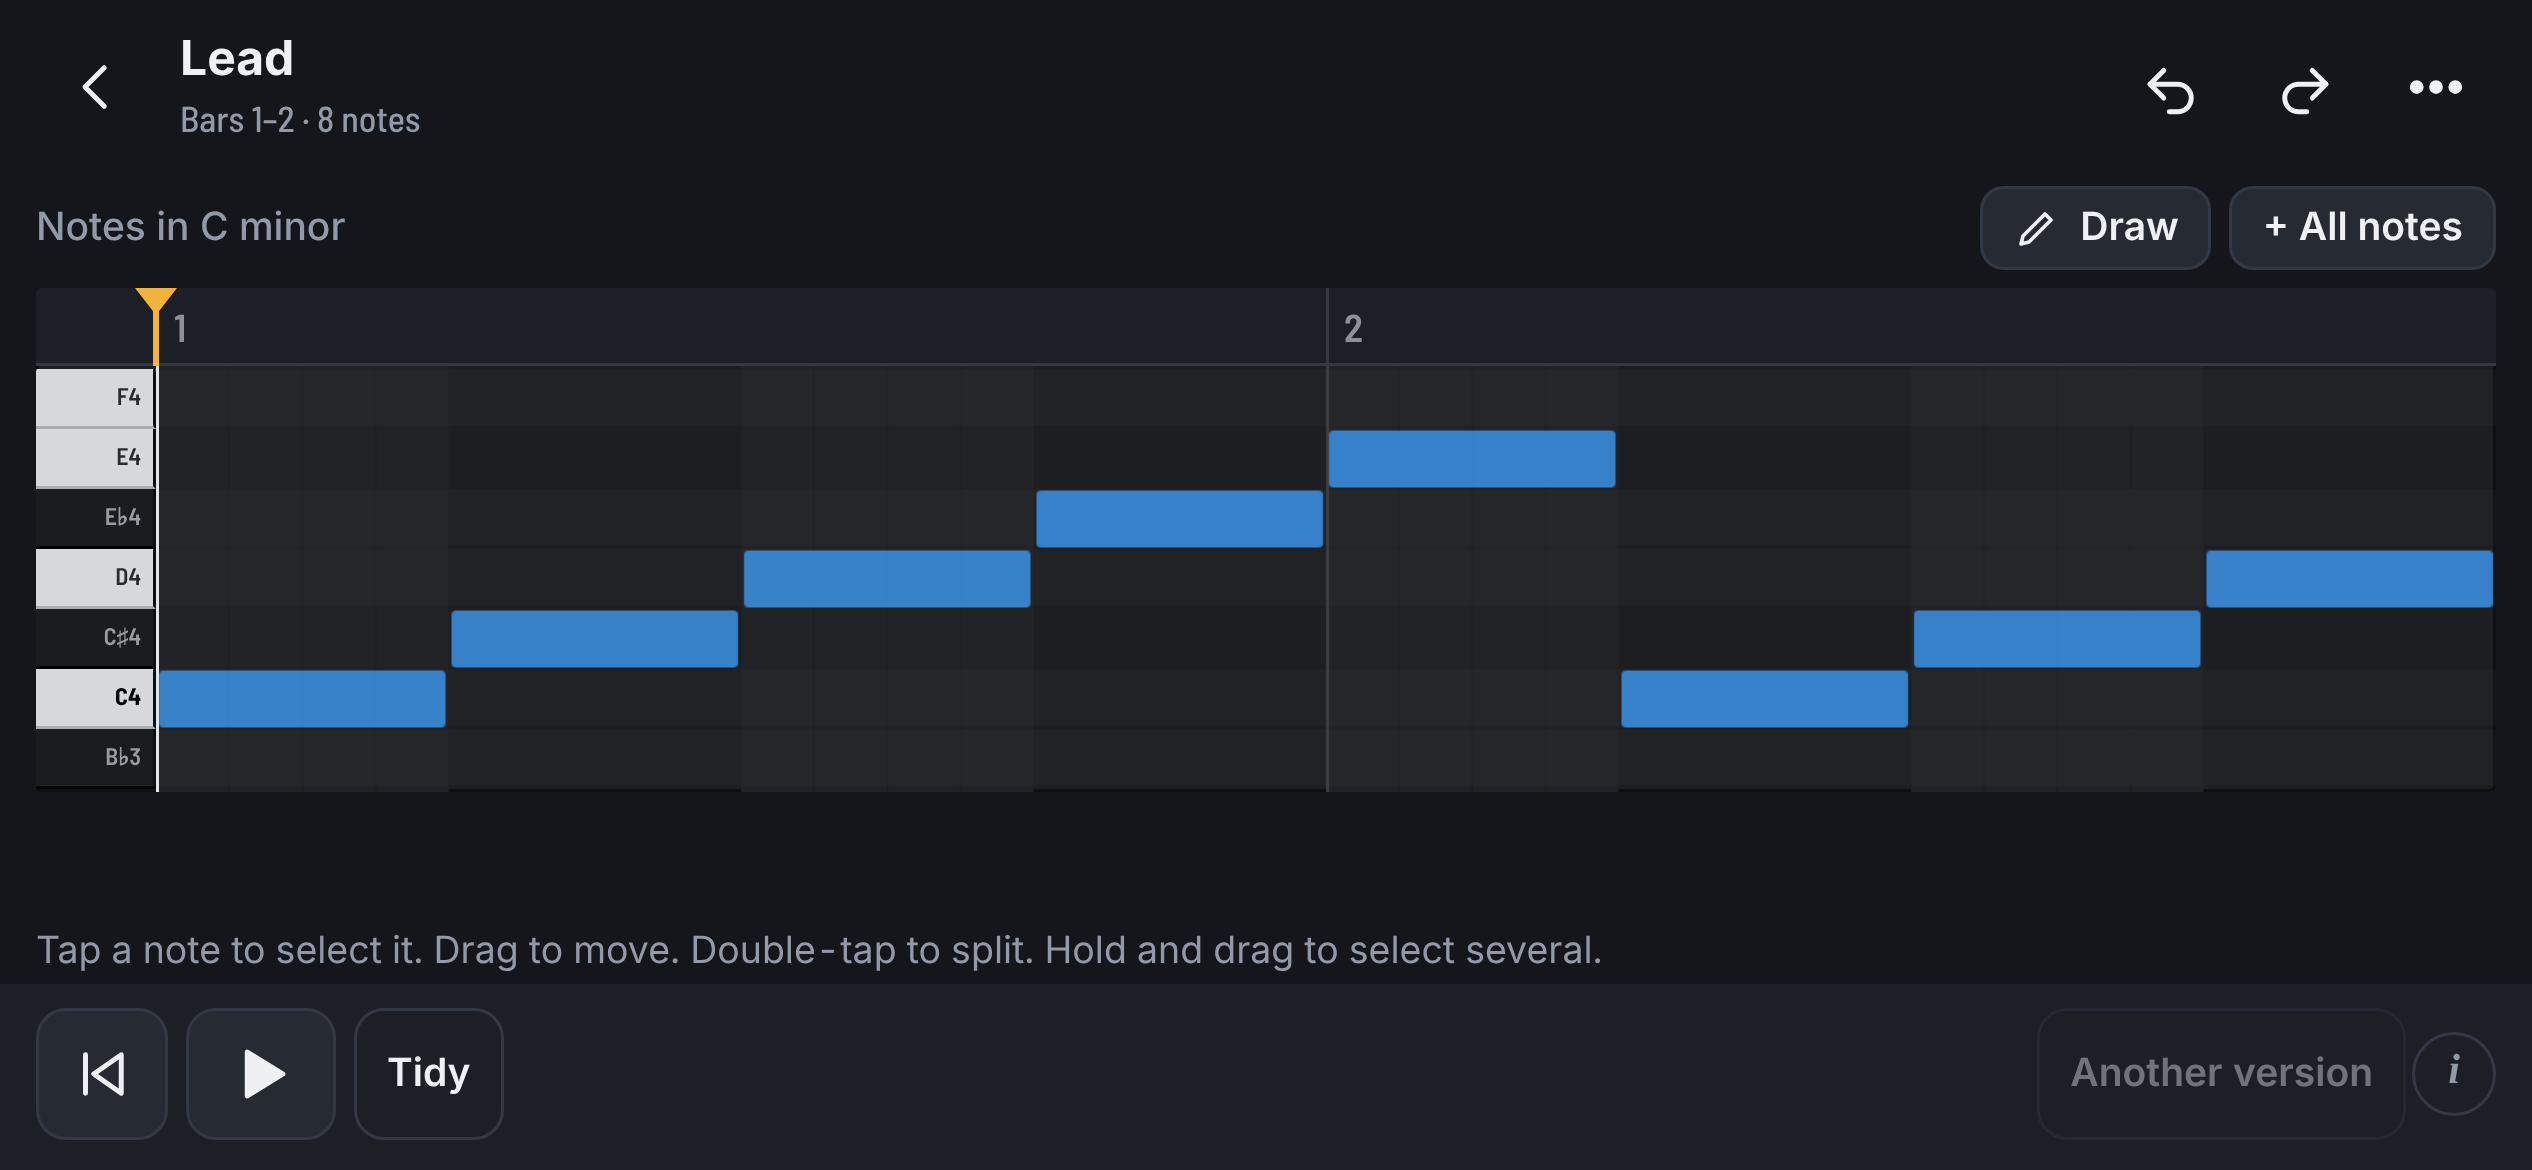 Lead
Bars 1–2 · 8 notes
Notes in C minor
Draw
+ All notes
1
2
F4
E4
E♭4
D4
C♯4
C4
B♭3
Tap a note to select it. Drag to move. Double-tap to split. Hold and drag to select several.
Tidy
Another version
i